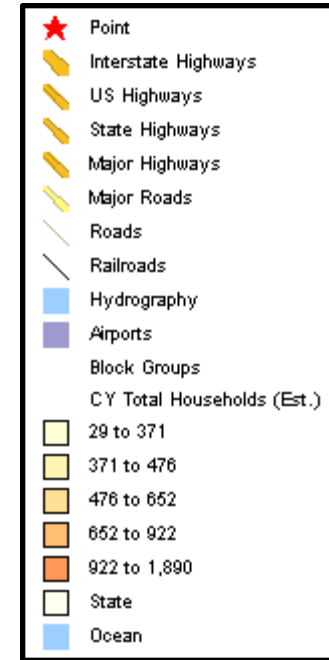 Point
Interstate Highways
US Highways
State Highways
Major Highways
Major Roads
Roads
Railroads
Hydrography
Airports
Block Groups
CY Total Households (Est.)
29 to 371
371 to 476
476 to 652
652 to 922
922 to 1,890
State
Ocean